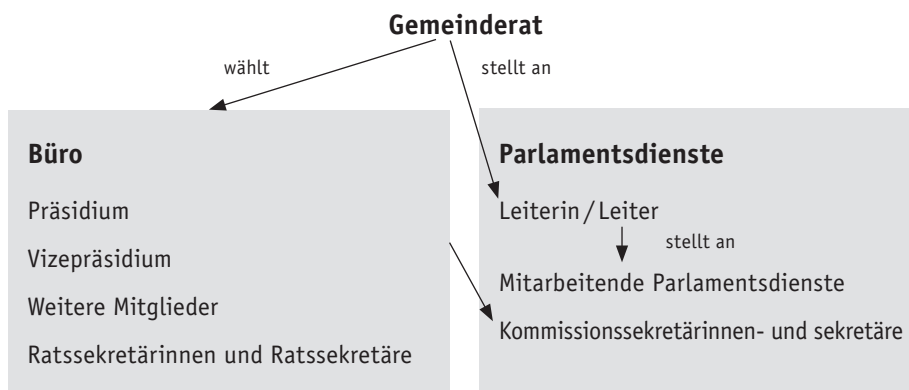 Gemeinderat
wählt
stellt an
Büro
Präsidium
Vizepräsidium
Weitere Mitglieder
Ratssekretärinnen und Ratssekretäre
Parlamentsdienste
Leiterin / Leiter
stellt an
Mitarbeitende Parlamentsdienste
Kommissionssekretärinnen- und sekretäre